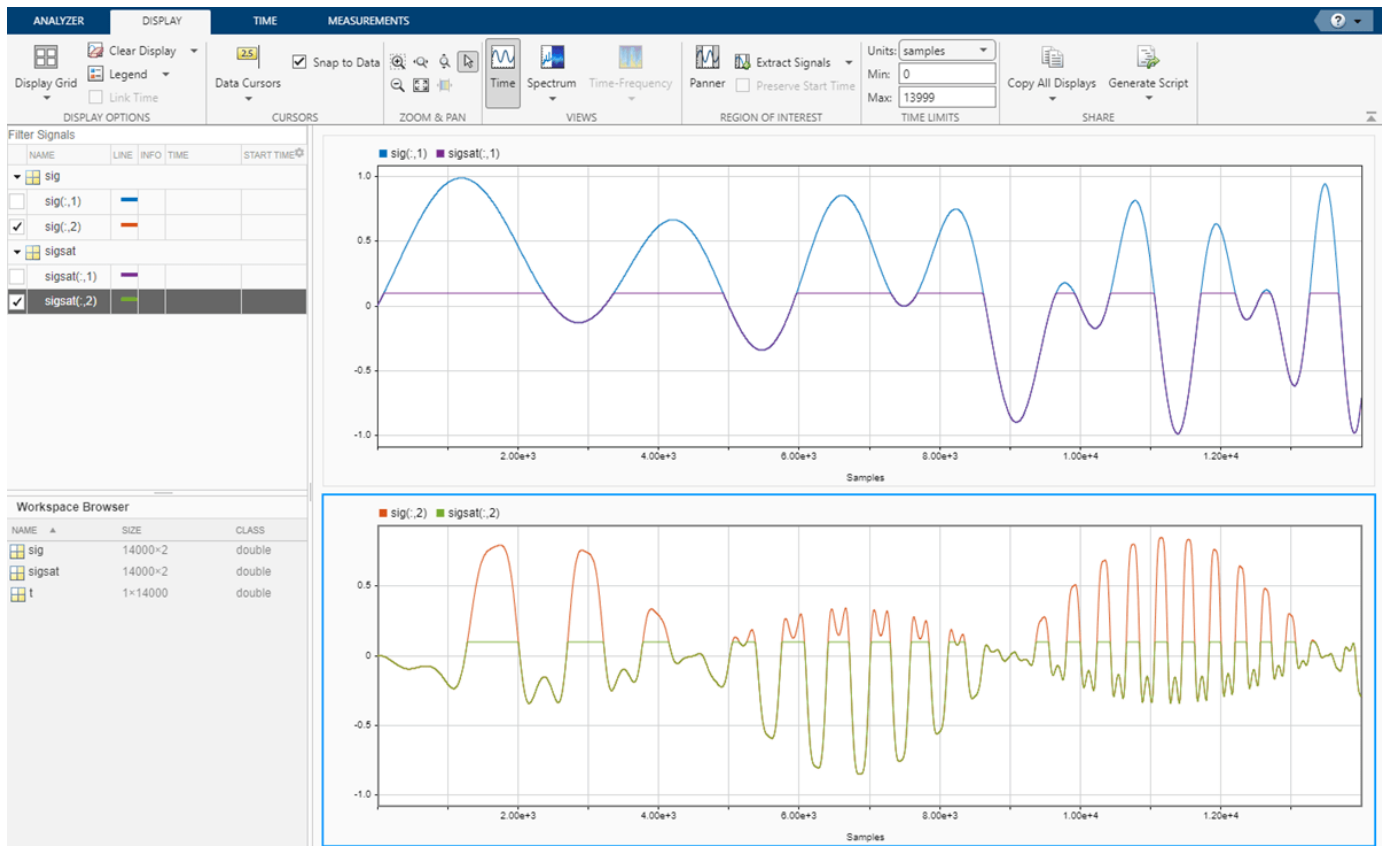 ANALYZER DISPLAY TIME MEASUREMENTS ?
Display Grid Clear Display Legend Link Time
DISPLAY OPTIONS
2.5 Data Cursors Snap to Data
CURSORS
ZOOM & PAN
Time Spectrum Time-Frequency
VIEWS
Panner Extract Signals Preserve Start Time
REGION OF INTEREST
Units: samples
Min: 0
Max: 13999
TIME LIMITS
Copy All Displays Generate Script
SHARE
Filter Signals
NAME LINE INFO TIME START TIME
sig
sig(:,1)
sig(:,2)
sigsat
sigsat(:,1)
sigsat(:,2)
Workspace Browser
NAME SIZE CLASS
sig 14000×2 double
sigsat 14000×2 double
t 1×14000 double
sig(:,1) sigsat(:,1)
1.0
0.5
0
-0.5
-1.0
2.00e+3 4.00e+3 6.00e+3 8.00e+3 1.00e+4 1.20e+4
Samples
sig(:,2) sigsat(:,2)
0.5
0
-0.5
-1.0
2.00e+3 4.00e+3 6.00e+3 8.00e+3 1.00e+4 1.20e+4
Samples